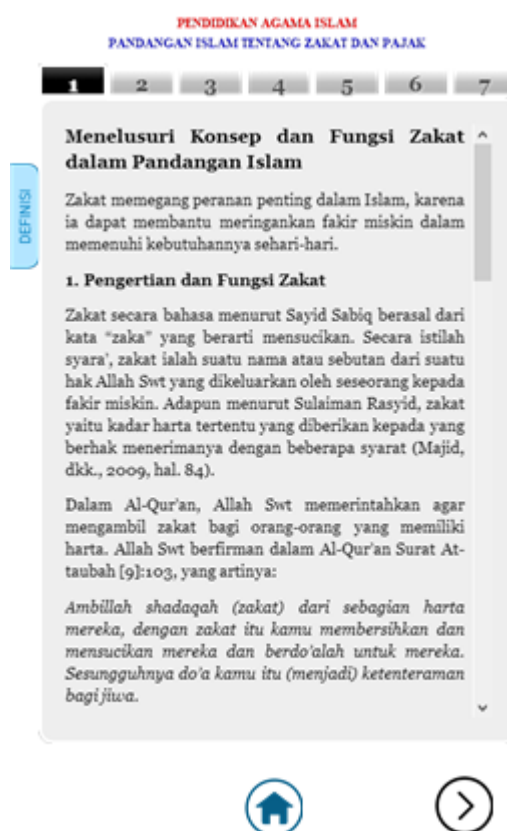 PENDIDIKAN AGAMA ISLAM
PANDANGAN ISLAM TENTANG ZAKAT DAN PAJAK
1 2 3 4 5 6 7
DEFINISI
Menelusuri Konsep dan Fungsi Zakat
dalam Pandangan Islam
Zakat memegang peranan penting dalam Islam, karena
ia dapat membantu meringankan fakir miskin dalam
memenuhi kebutuhannya sehari-hari.
1. Pengertian dan Fungsi Zakat
Zakat secara bahasa menurut Sayid Sabiq berasal dari
kata “zaka” yang berarti mensucikan. Secara istilah
syara’, zakat ialah suatu nama atau sebutan dari suatu
hak Allah Swt yang dikeluarkan oleh seseorang kepada
fakir miskin. Adapun menurut Sulaiman Rasyid, zakat
yaitu kadar harta tertentu yang diberikan kepada yang
berhak menerimanya dengan beberapa syarat (Majid,
dkk., 2009, hal. 84).
Dalam Al-Qur’an, Allah Swt memerintahkan agar
mengambil zakat bagi orang-orang yang memiliki
harta. Allah Swt berfirman dalam Al-Qur’an Surat At-
taubah [9]:103, yang artinya:
Ambillah shadaqah (zakat) dari sebagian harta
mereka, dengan zakat itu kamu membersihkan dan
mensucikan mereka dan berdo’alah untuk mereka.
Sesungguhnya do’a kamu itu (menjadi) ketenteraman
bagi jiwa.